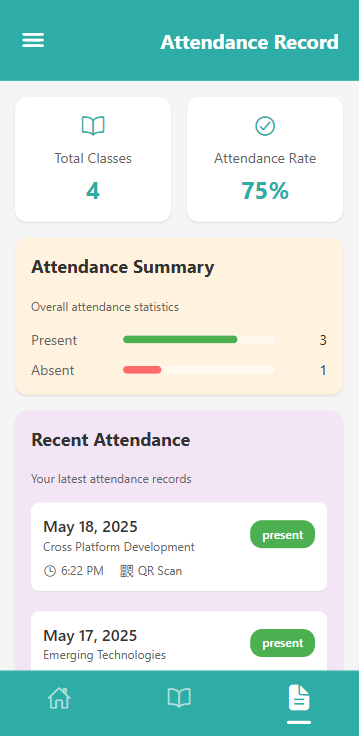 Attendance Record
Total Classes
4
Attendance Rate
75%
Attendance Summary
Overall attendance statistics
Present 3
Absent 1
Recent Attendance
Your latest attendance records
May 18, 2025
present
Cross Platform Development
6:22 PM QR Scan
May 17, 2025
present
Emerging Technologies